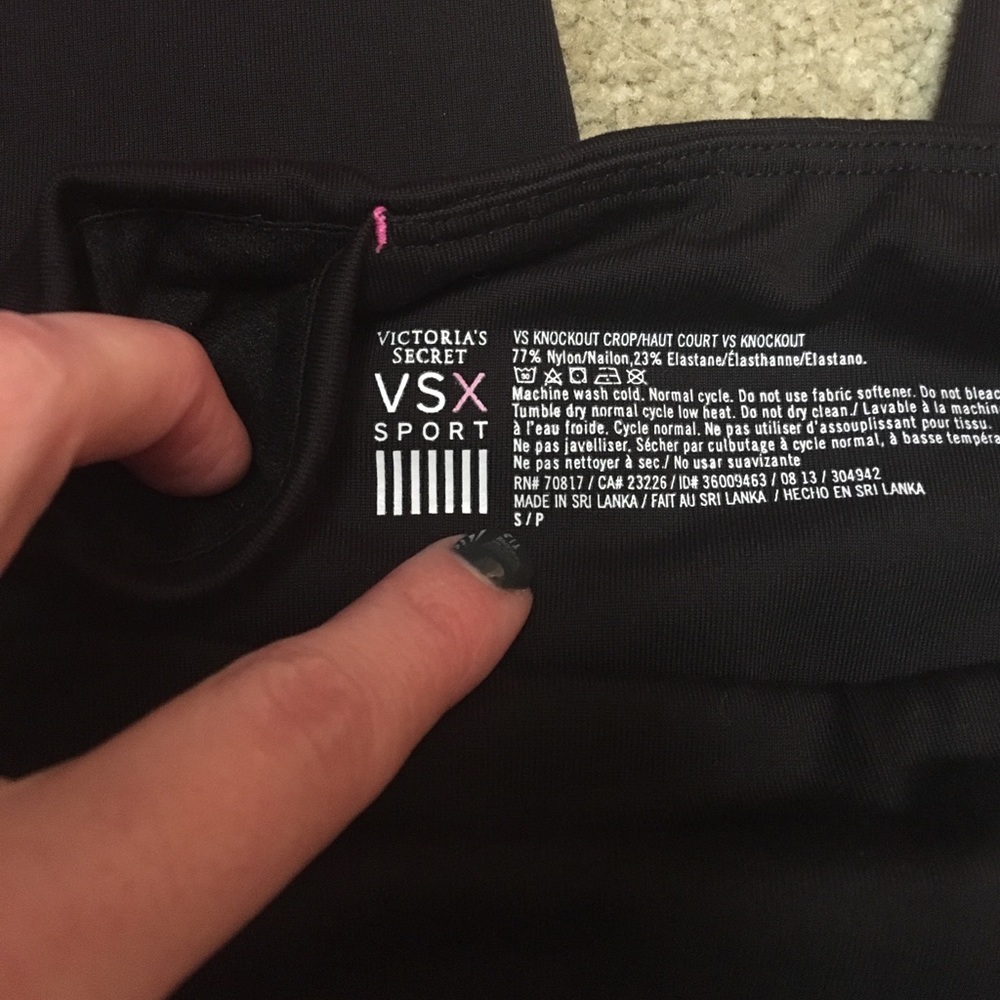 VICTORIA'S
SECRET
VSX
SPORT
VS KNOCKOUT CROP/HAUT COURT VS KNOCKOUT
77% Nylon/Nailon,23% Elastane/Élasthanne/Elastano.
30
Machine wash cold. Normal cycle. Do not use fabric softener. Do not bleac
Tumble dry normal cycle low heat. Do not dry clean./ Lavable à la machin
à l'eau froide. Cycle normal. Ne pas utiliser d'assouplissant pour tissu.
Ne pas javelliser. Sécher par culbutage à cycle normal, à basse tempéra
Ne pas nettoyer à sec./ No usar suavizante
RN# 70817 / CA# 23226 / ID# 36009463 / 08 13 / 304942
MADE IN SRI LANKA / FAIT AU SRI LANKA / HECHO EN SRI LANKA
S / P